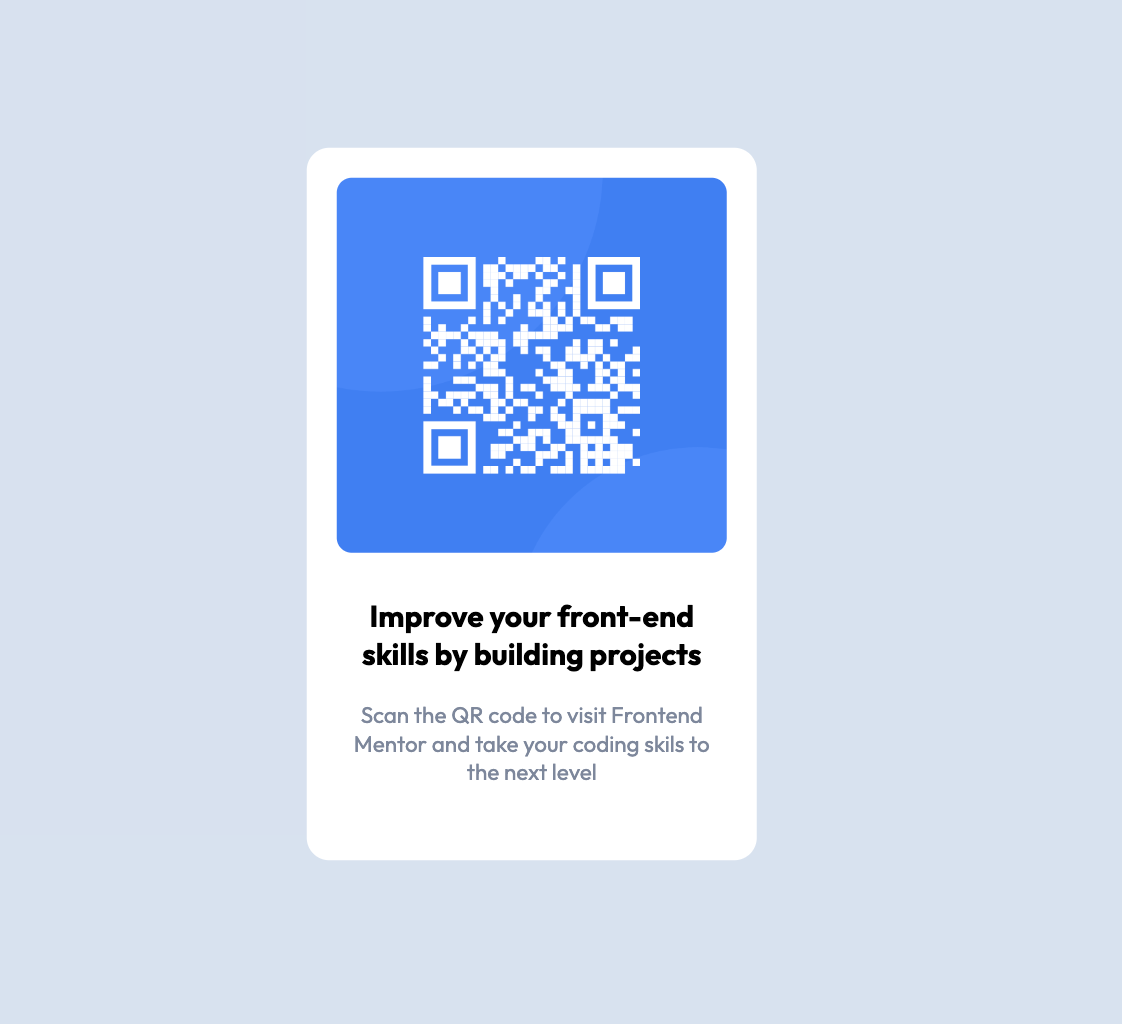 Improve your front-end
skills by building projects
Scan the QR code to visit Frontend
Mentor and take your coding skils to
the next level